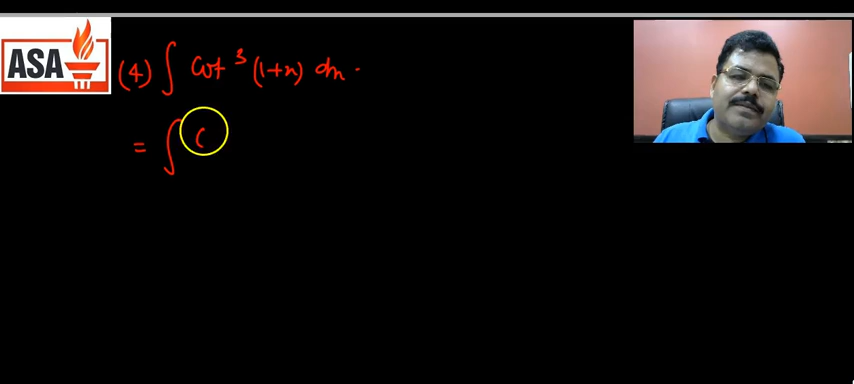 ASA
(4) ∫ cot ³ (1+x) dx .
= ∫ c